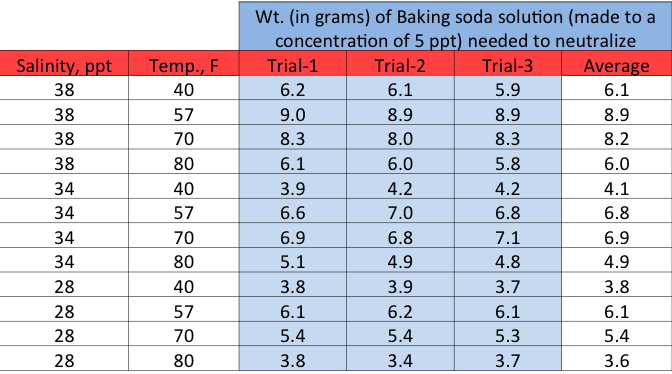 Wt. (in grams) of Baking soda solution (made to a
concentration of 5 ppt) needed to neutralize
Salinity, ppt Temp., F Trial-1 Trial-2 Trial-3 Average
38 40 6.2 6.1 5.9 6.1
38 57 9.0 8.9 8.9 8.9
38 70 8.3 8.0 8.3 8.2
38 80 6.1 6.0 5.8 6.0
34 40 3.9 4.2 4.2 4.1
34 57 6.6 7.0 6.8 6.8
34 70 6.9 6.8 7.1 6.9
34 80 5.1 4.9 4.8 4.9
28 40 3.8 3.9 3.7 3.8
28 57 6.1 6.2 6.1 6.1
28 70 5.4 5.4 5.3 5.4
28 80 3.8 3.4 3.7 3.6